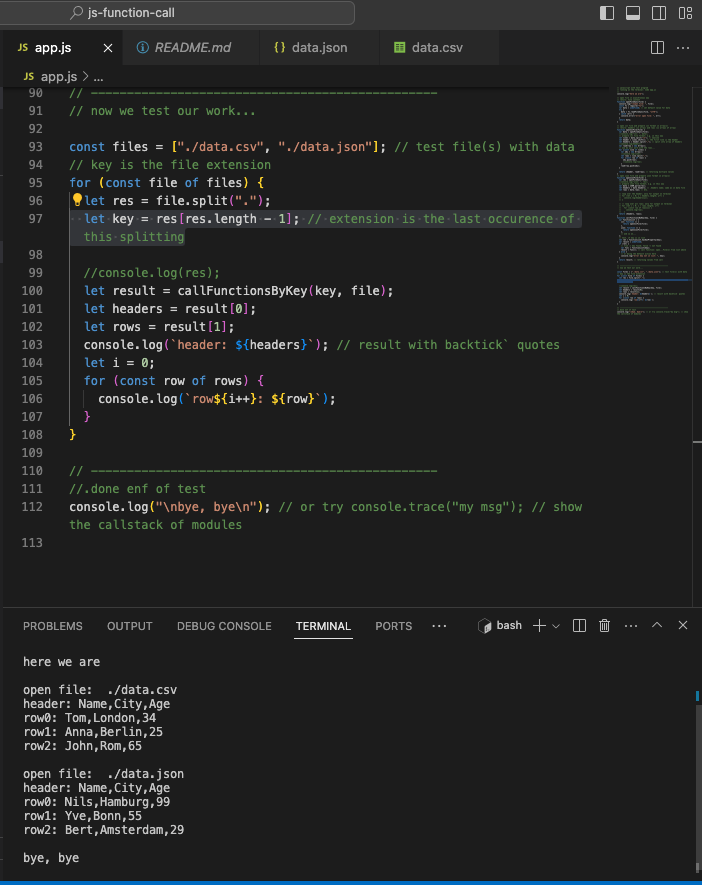 js-function-call
JS app.js
README.md
{} data.json
data.csv
JS app.js > ...
90 // ------------------------------------------------
91 // now we test our work...
92
93 const files = ["./data.csv", "./data.json"]; // test file(s) with data
94 // key is the file extension
95 for (const file of files) {
96 let res = file.split(".");
97 let key = res[res.length - 1]; // extension is the last occurence of
this splitting
98
99 //console.log(res);
100 let result = callFunctionsByKey(key, file);
101 let headers = result[0];
102 let rows = result[1];
103 console.log(`header: ${headers}`); // result with backtick` quotes
104 let i = 0;
105 for (const row of rows) {
106 console.log(`row${i++}: ${row}`);
107 }
108 }
109
110 // ------------------------------------------------
111 //.done enf of test
112 console.log("\nbye, bye\n"); // or try console.trace("my msg"); // show
the callstack of modules
113
PROBLEMS OUTPUT DEBUG CONSOLE TERMINAL PORTS ... bash
here we are
open file: ./data.csv
header: Name,City,Age
row0: Tom,London,34
row1: Anna,Berlin,25
row2: John,Rom,65
open file: ./data.json
header: Name,City,Age
row0: Nils,Hamburg,99
row1: Yve,Bonn,55
row2: Bert,Amsterdam,29
bye, bye